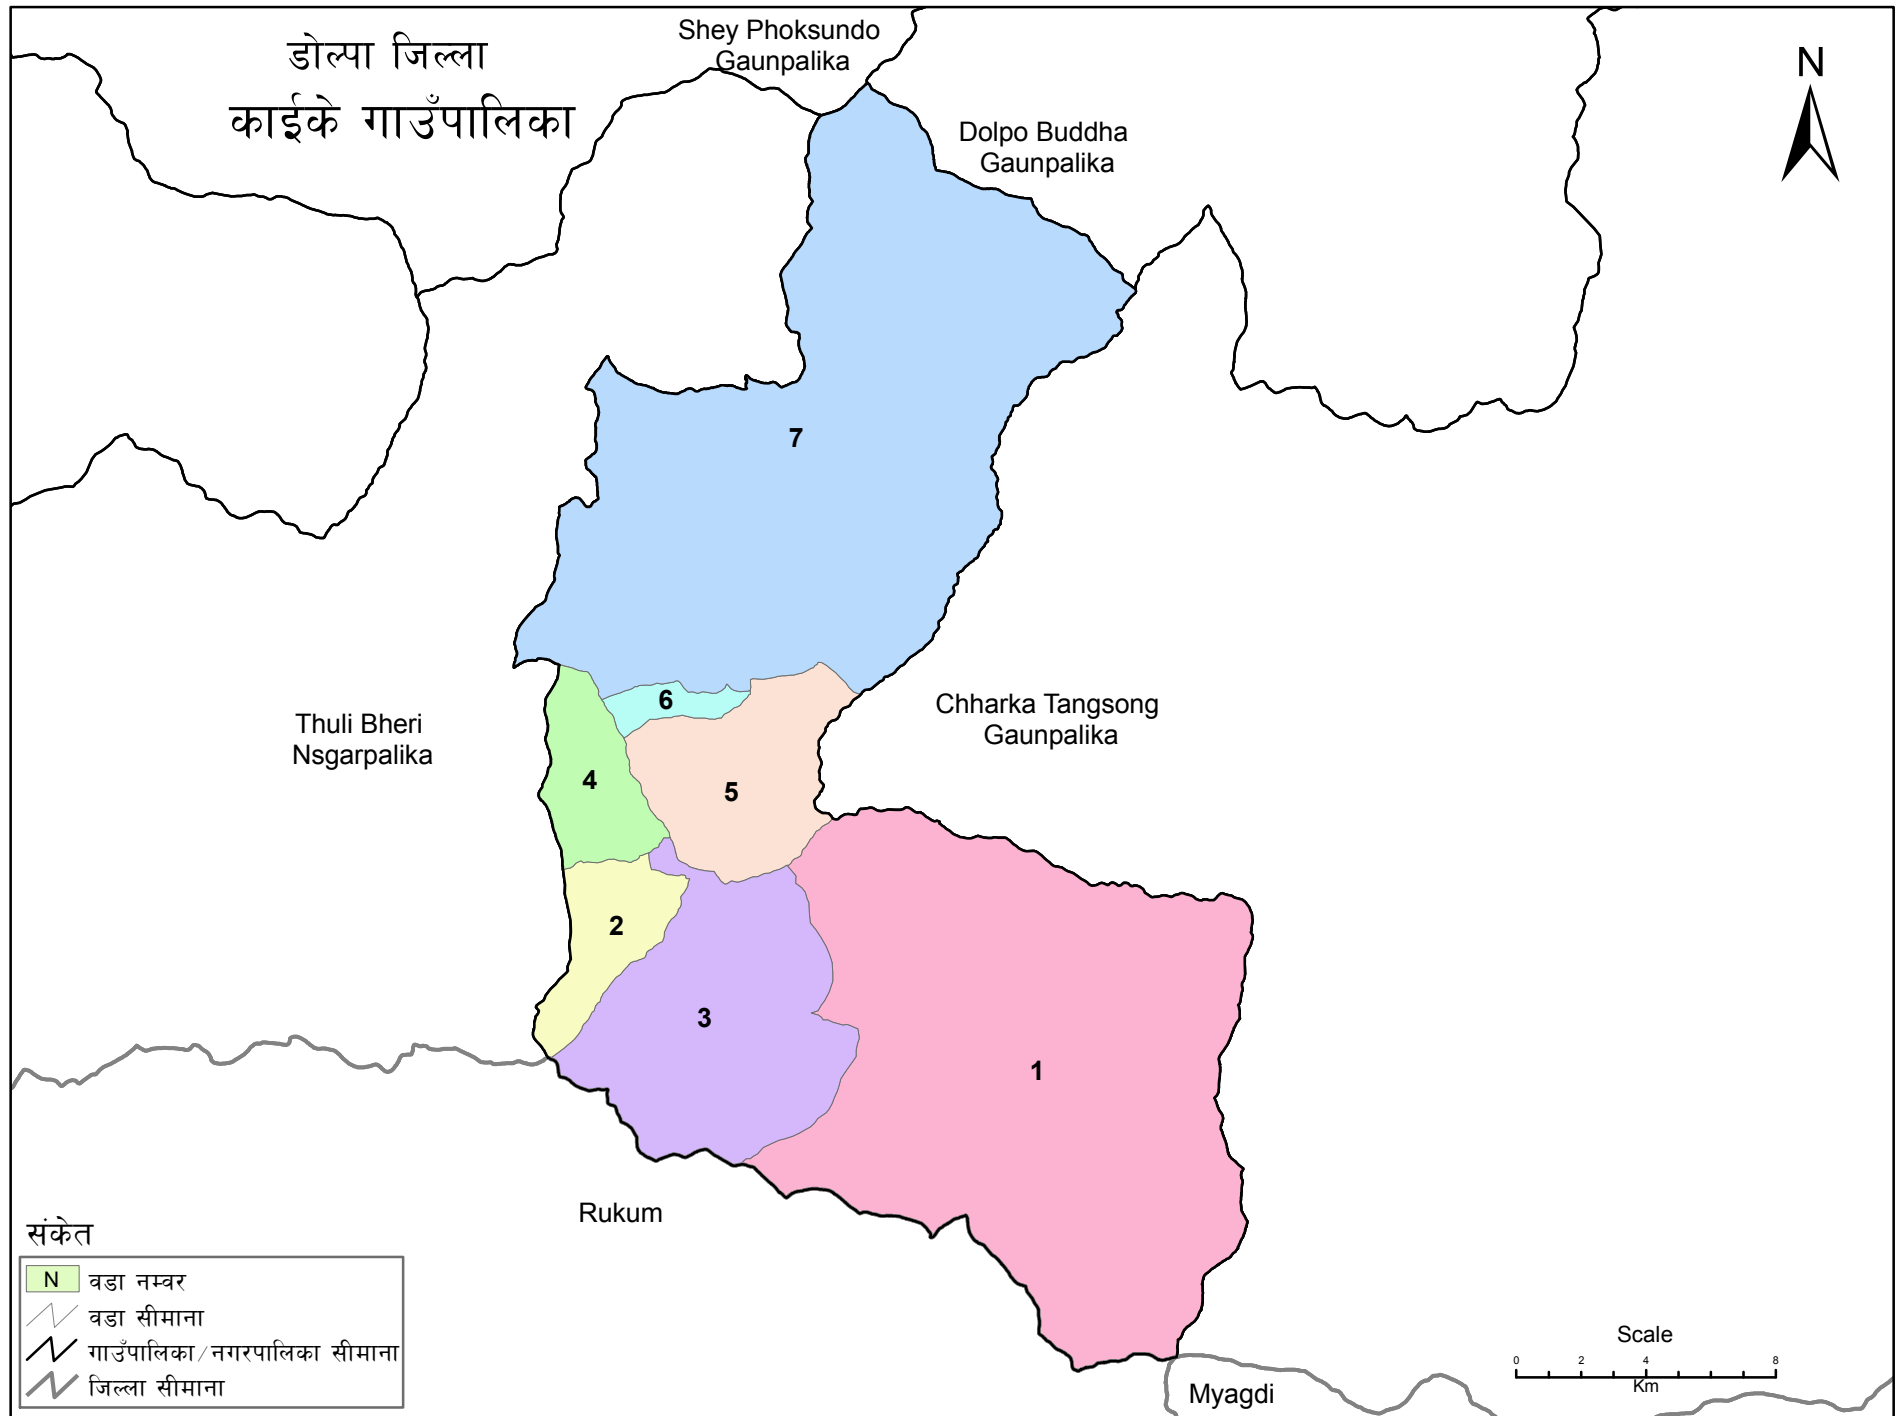 डोल्पा जिल्ला
काईके गाउँपालिका
Shey Phoksundo
Gaunpalika
N
Dolpo Buddha
Gaunpalika
7
6
Thuli Bheri
Nsgarpalika
Chharka Tangsong
Gaunpalika
4
5
2
3
1
Rukum
Myagdi
संकेत
N वडा नम्वर
वडा सीमाना
गाउँपालिका/नगरपालिका सीमाना
जिल्ला सीमाना
Scale
0 2 4 8
Km